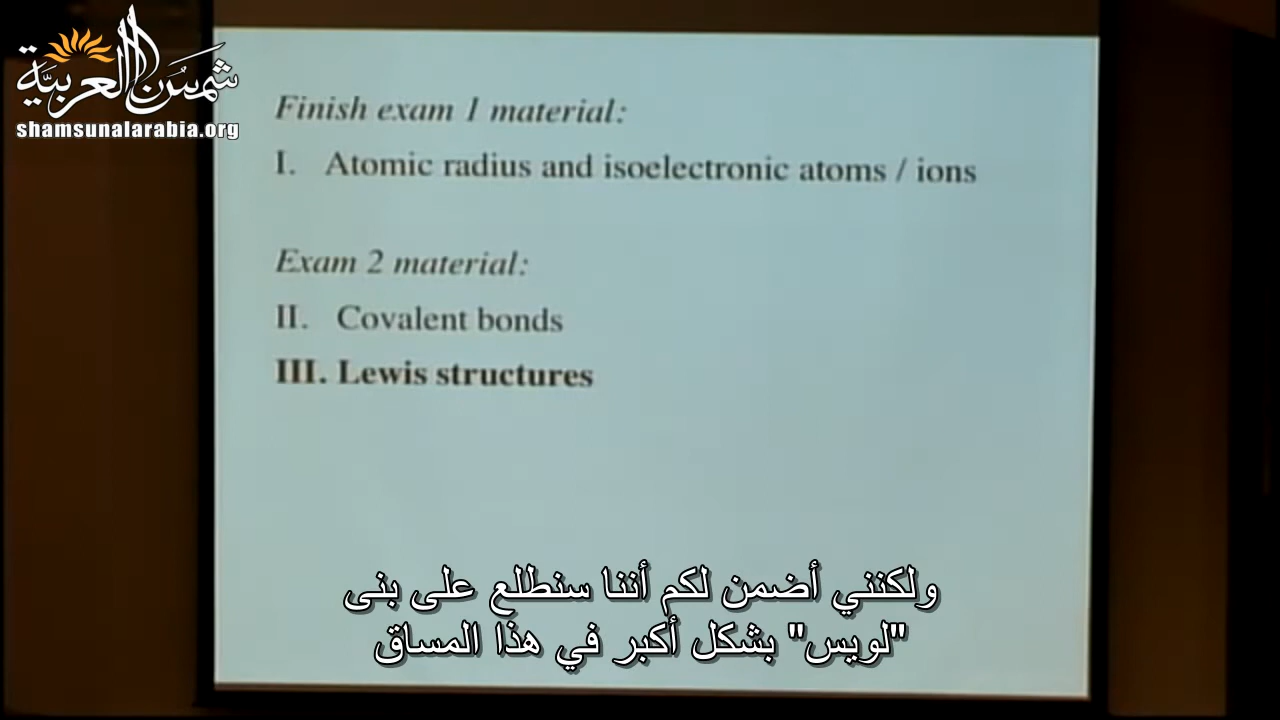 شمسُ العربيّة
shamsunalarabia.org
Finish exam 1 material:
I. Atomic radius and isoelectronic atoms / ions
Exam 2 material:
II. Covalent bonds
III. Lewis structures
ولكنني أضمن لكم أننا سنطلع على بنى
"لويس" بشكل أكبر في هذا المساق